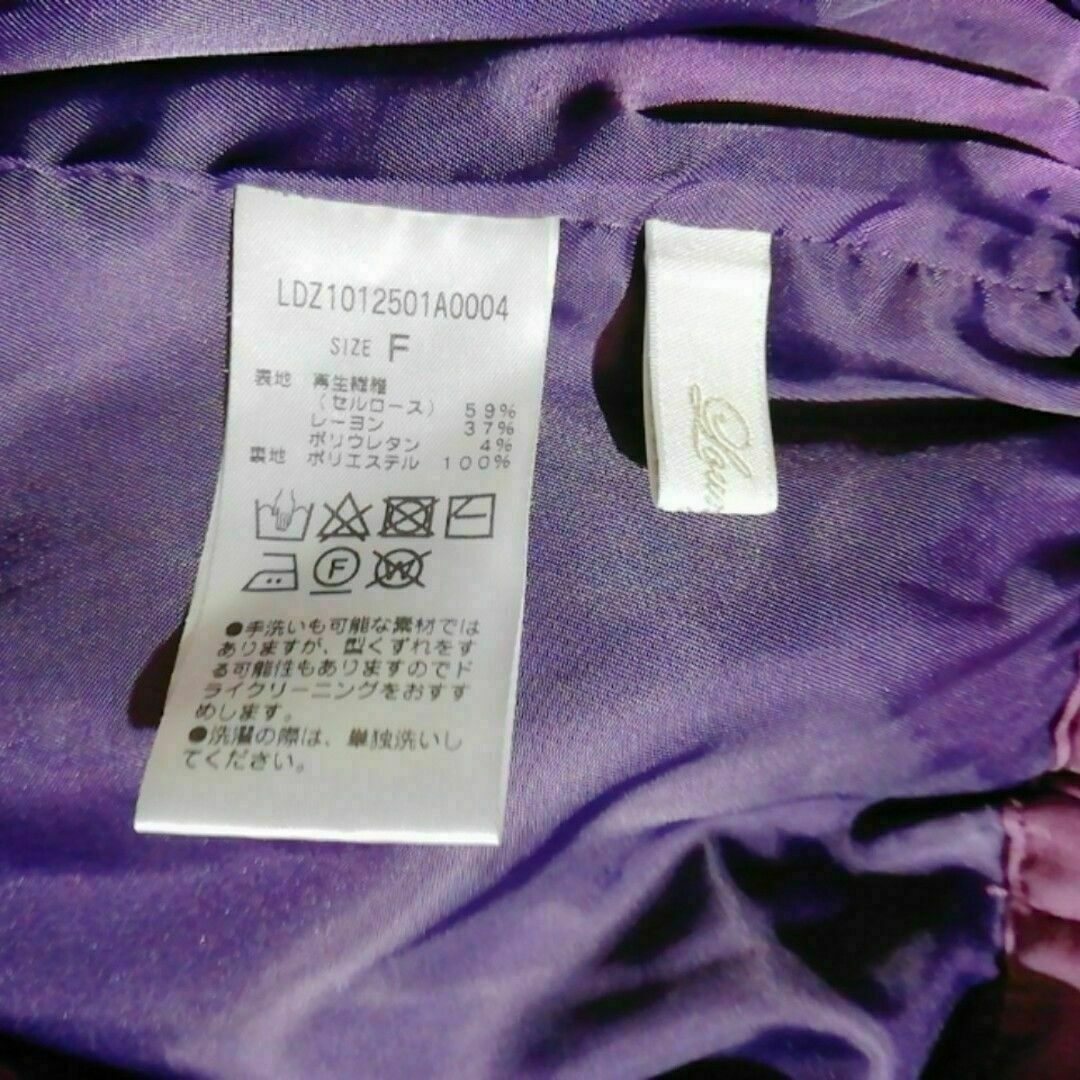 LDZ1012501A0004
SIZE F
表地 再生繊維
（セルロース） 59%
レーヨン 37%
ポリウレタン 4%
裏地 ポリエステル 100%
F
W
●手洗いも可能な素材では
ありますが、型くずれをす
る可能性もありますのでド
ライクリーニングをおすす
めします。
●洗濯の際は、単独洗いし
てください。